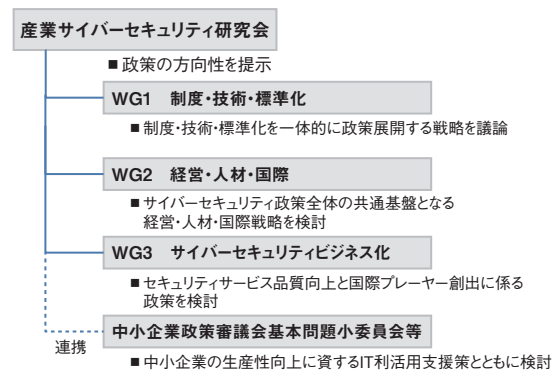 産業サイバーセキュリティ研究会
■ 政策の方向性を提示
WG1 制度・技術・標準化
■ 制度・技術・標準化を一体的に政策展開する戦略を議論
WG2 経営・人材・国際
■ サイバーセキュリティ政策全体の共通基盤となる
経営・人材・国際戦略を検討
WG3 サイバーセキュリティビジネス化
■ セキュリティサービス品質向上と国際プレーヤー創出に係る
政策を検討
中小企業政策審議会基本問題小委員会等
連携
■ 中小企業の生産性向上に資するIT利活用支援策とともに検討